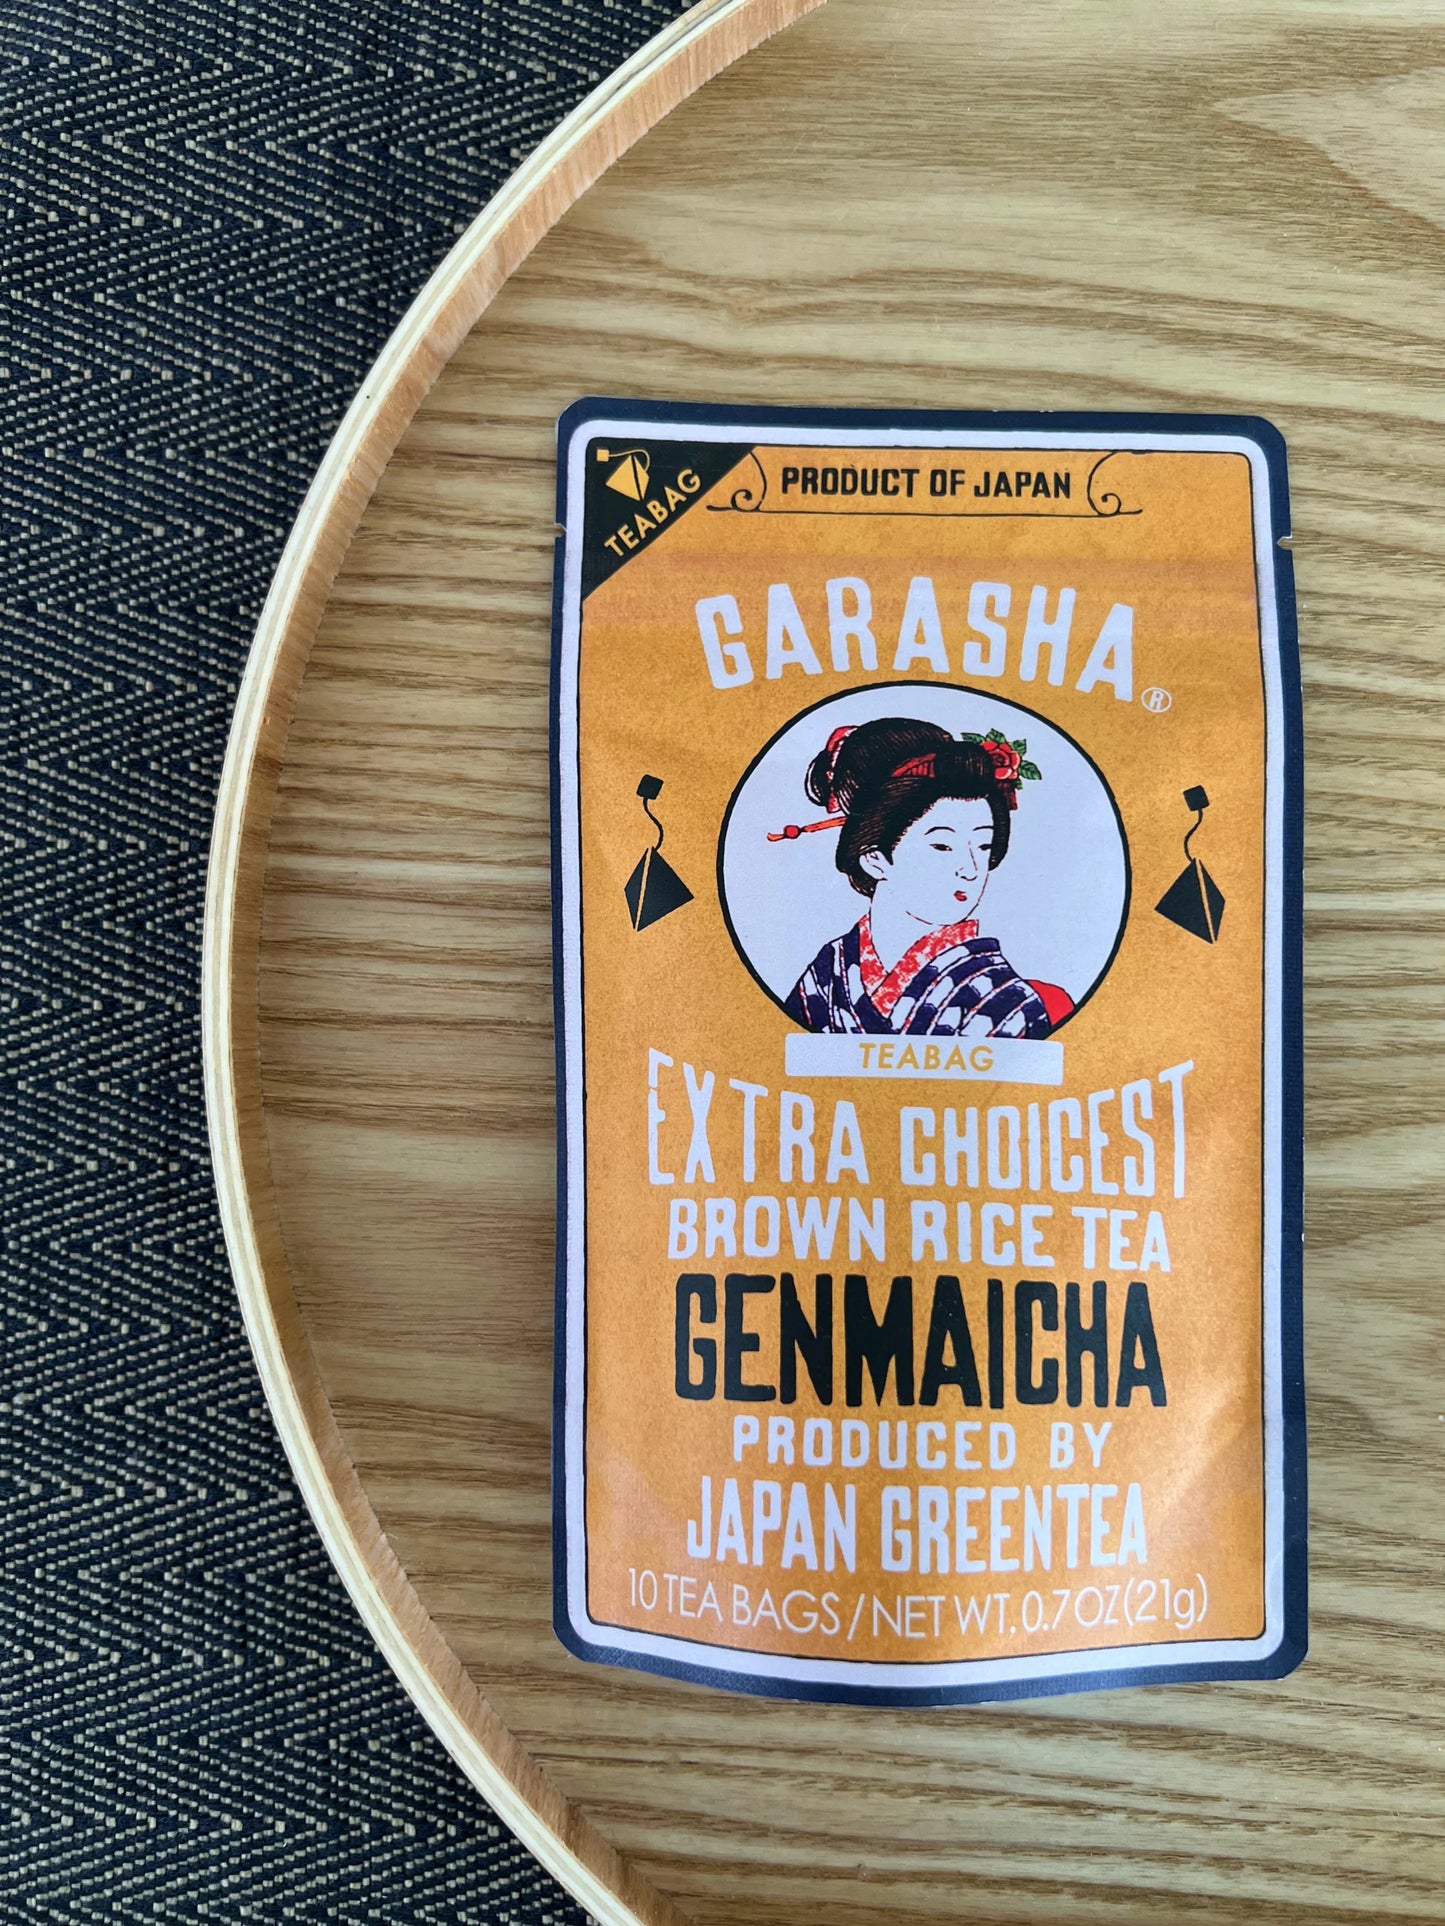 TEABAG
PRODUCT OF JAPAN
GARASHA®
TEABAG
EXTRA CHOICEST
BROWN RICE TEA
GENMAICHA
PRODUCED BY
JAPAN GREENTEA
10 TEA BAGS/NET WT, 0.7OZ(21g)